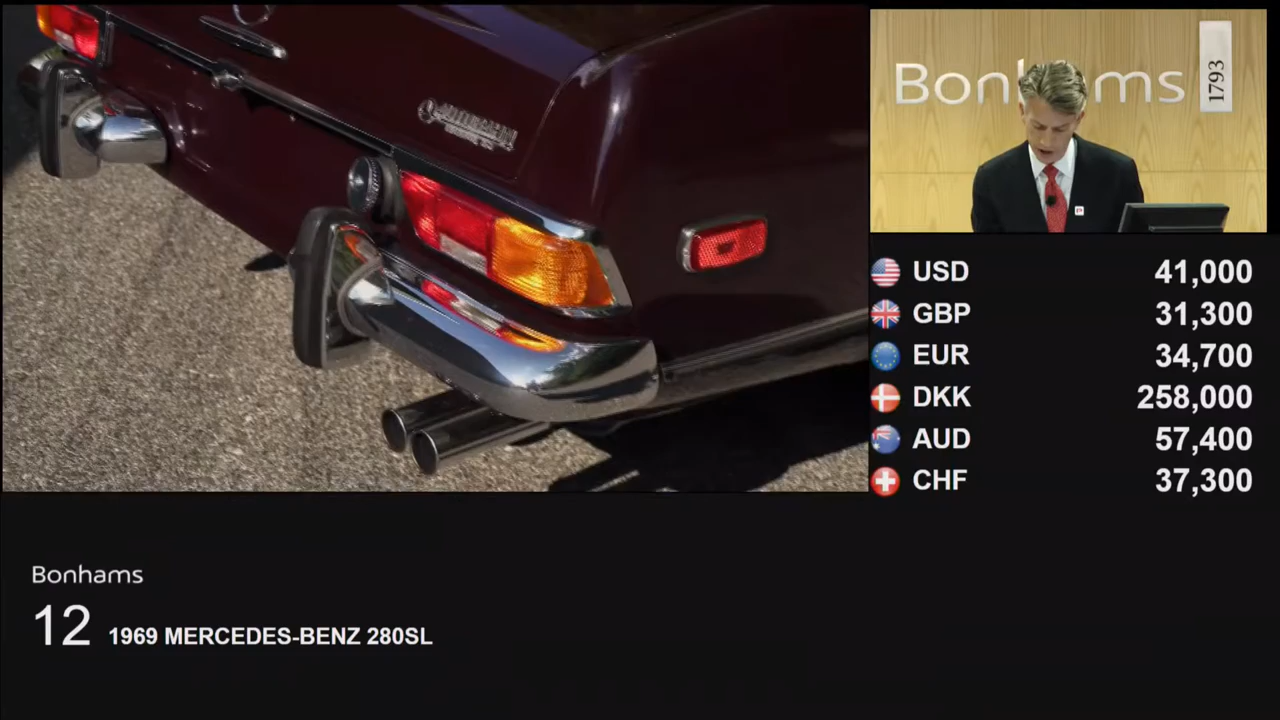 Bonhams
1793
USD 41,000
GBP 31,300
EUR 34,700
DKK 258,000
AUD 57,400
CHF 37,300
Bonhams
12 1969 MERCEDES-BENZ 280SL